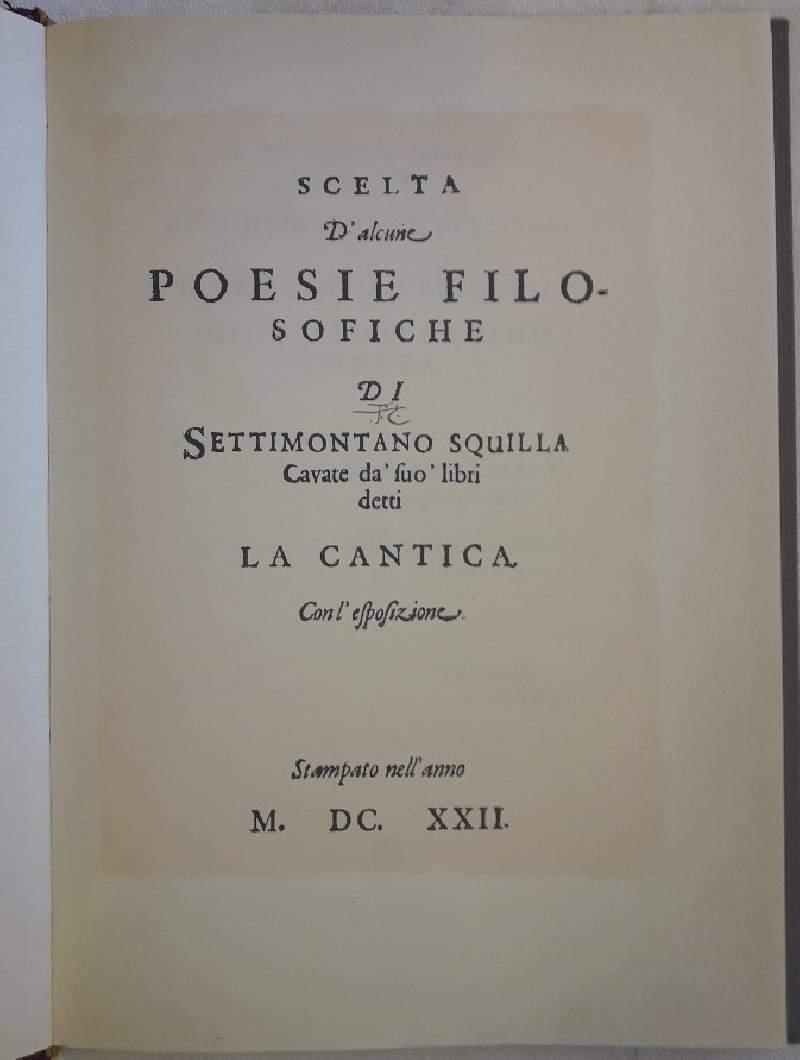 SCELTA
D'alcune
POESIE FILO-
SOFICHE
DI
SETTIMONTANO SQUILLA
Cavate da' ſuo' libri
detti
LA CANTICA
Con l'eſpoſizione.
Stampato nell'anno
M. DC. XXII.